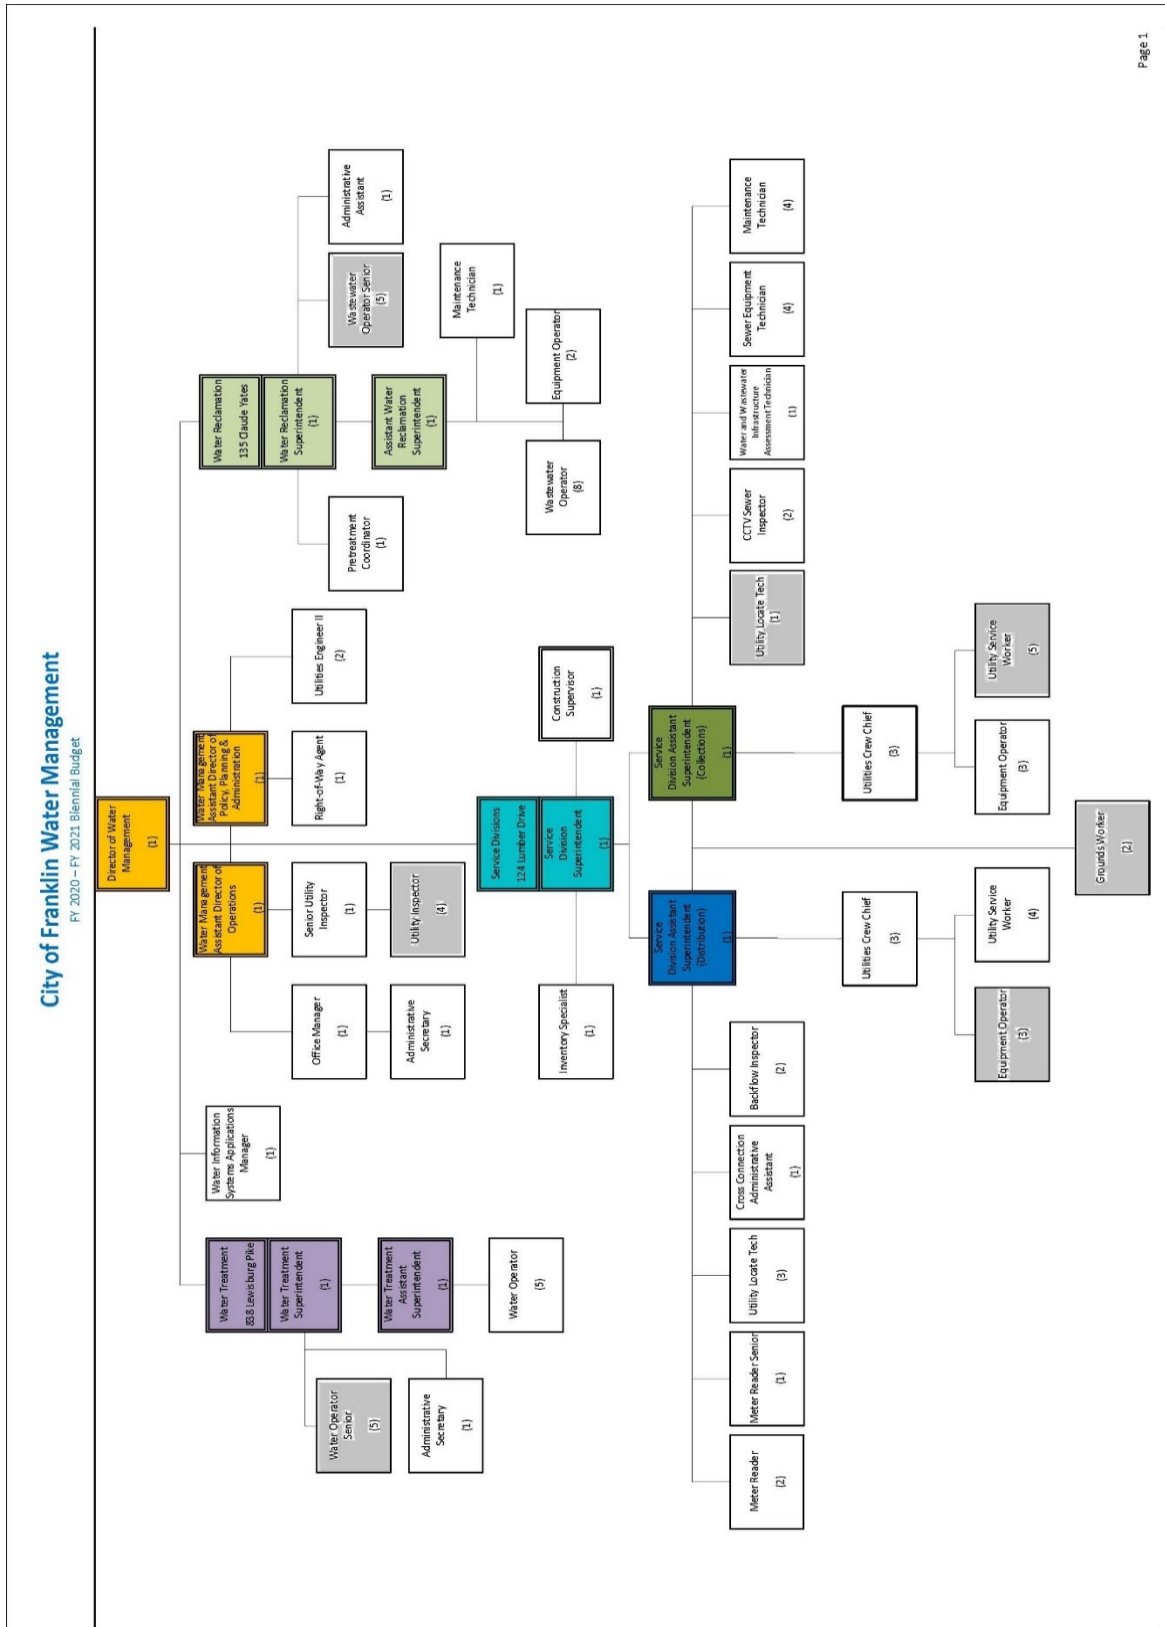 City of Franklin Water Management
FY 2020 – FY 2021 Biennial Budget
Director of Water
Management
(1)
Water Management
Assistant Director of
Operations
(1)
Water Management
Assistant Director of
Policy, Planning &
Administration
(1)
Office Manager
(1)
Administrative
Secretary
(1)
Senior Utility
Inspector
(1)
Utility Inspector
(4)
Right-of-Way Agent
(1)
Utilities Engineer II
(2)
Water Treatment
838 Lewisburg Pike
Water Treatment
Superintendent
(1)
Water Operator
Senior
(5)
Administrative
Secretary
(1)
Water Treatment
Assistant
Superintendent
(1)
Water Operator
(5)
Water Information
Systems Applications
Manager
(1)
Water Reclamation
135 Claude Yates
Water Reclamation
Superintendent
(1)
Pretreatment
Coordinator
(1)
Wastewater
Operator Senior
(5)
Administrative
Assistant
(1)
Assistant Water
Reclamation
Superintendent
(1)
Maintenance
Technician
(1)
Wastewater
Operator
(8)
Equipment Operator
(2)
Service Divisions
124 Lumber Drive
Service
Division
Superintendent
(1)
Inventory Specialist
(1)
Construction
Supervisor
(1)
Service
Division Assistant
Superintendent
(Distribution)
(1)
Service
Division Assistant
Superintendent
(Collections)
(1)
Meter Reader
(2)
Meter Reader Senior
(1)
Utility Locate Tech
(3)
Cross Connection
Administrative
Assistant
(1)
Backflow Inspector
(2)
Utility Locate Tech
(1)
CCTV Sewer
Inspector
(2)
Water and Wastewater
Infrastructure
Assessment Technician
(1)
Sewer Equipment
Technician
(4)
Maintenance
Technician
(4)
Utilities Crew Chief
(3)
Utilities Crew Chief
(3)
Equipment Operator
(3)
Utility Service
Worker
(4)
Equipment Operator
(3)
Utility Service
Worker
(5)
Grounds Worker
(2)
Page 1